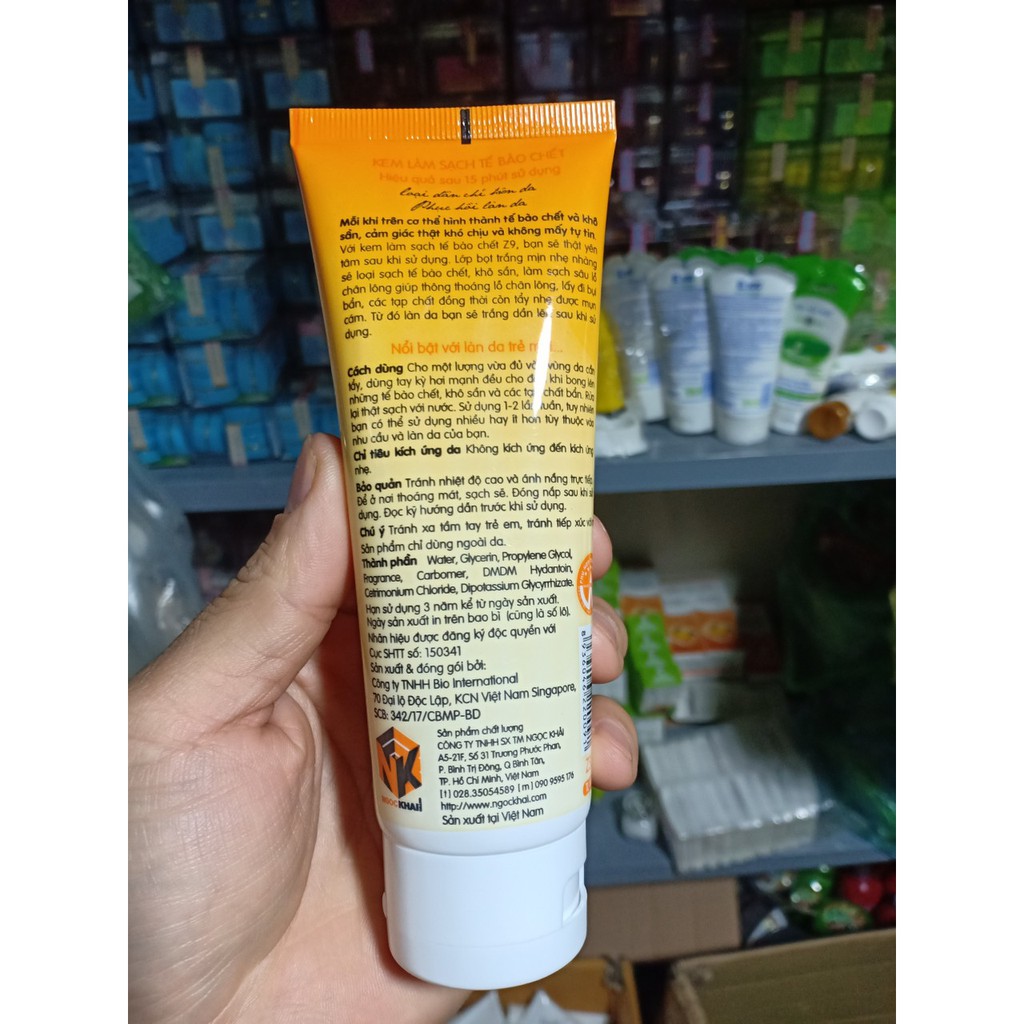 KEM LÀM SẠCH TẾ BÀO CHẾT
Hiệu quả sau 15 phút sử dụng
Loại dần chỉ hôm da
Phục hồi làn da
Mỗi khi trên cơ thể hình thành tế bào chết và khô
sần, cảm giác thật khó chịu và không mấy tự tin.
Với kem làm sạch tế bào chết Z9, bạn sẽ thật yên
tâm sau khi sử dụng. Lớp bọt trắng mịn nhẹ nhàng
sẽ loại sạch tế bào chết, khô sần, làm sạch sâu lỗ
chân lông giúp thông thoáng lỗ chân lông, lấy đi bụi
bẩn, các tạp chất đồng thời còn tẩy nhẹ được mụn
cám. Từ đó làn da bạn sẽ trắng dần lên sau khi sử
dụng.
Nổi bật với làn da trẻ
Cách dùng Cho một lượng vừa đủ vào vùng da cần
tẩy, dùng tay kỳ hơi mạnh đều cho đến khi bong lên
những tế bào chết, khô sần và các tạp chất bẩn. Rửa
lại thật sạch với nước. Sử dụng 1-2 lần/tuần, tuy nhiên
bạn có thể sử dụng nhiều hay ít hơn tùy thuộc vào
nhu cầu và làn da của bạn.
Chỉ tiêu kích ứng da Không kích ứng đến kích ứng
nhẹ.
Bảo quản Tránh nhiệt độ cao và ánh nắng trực tiếp.
Để ở nơi thoáng mát, sạch sẽ. Đóng nắp sau khi sử
dụng. Đọc kỹ hướng dẫn trước khi sử dụng.
Chú ý Tránh xa tầm tay trẻ em, tránh tiếp xúc với
Sản phẩm chỉ dùng ngoài da.
Thành phần Water, Glycerin, Propylene Glycol,
Fragrance, Carbomer, DMDM Hydantoin,
Cetrimonium Chloride, Dipotassium Glycyrrhizate.
Hạn sử dụng 3 năm kể từ ngày sản xuất.
Ngày sản xuất in trên bao bì (cũng là số lô).
Nhãn hiệu được đăng ký độc quyền với
Cục SHTT số: 150341
Sản xuất & đóng gói bởi:
Công ty TNHH Bio International
70 Đại lộ Độc Lập, KCN Việt Nam Singapore,
SCB: 342/17/CBMP-BD
Sản phẩm chất lượng
CÔNG TY TNHH SX TM NGỌC KHẢI
A5-21F, Số 31 Trương Phước Phan,
P. Bình Trị Đông, Q Bình Tân,
TP. Hồ Chí Minh, Việt Nam
[t] 028.35054589 [m] 090 9595 176
http://www.ngockhai.com
Sản xuất tại Việt Nam
NK
NGOCKHAI